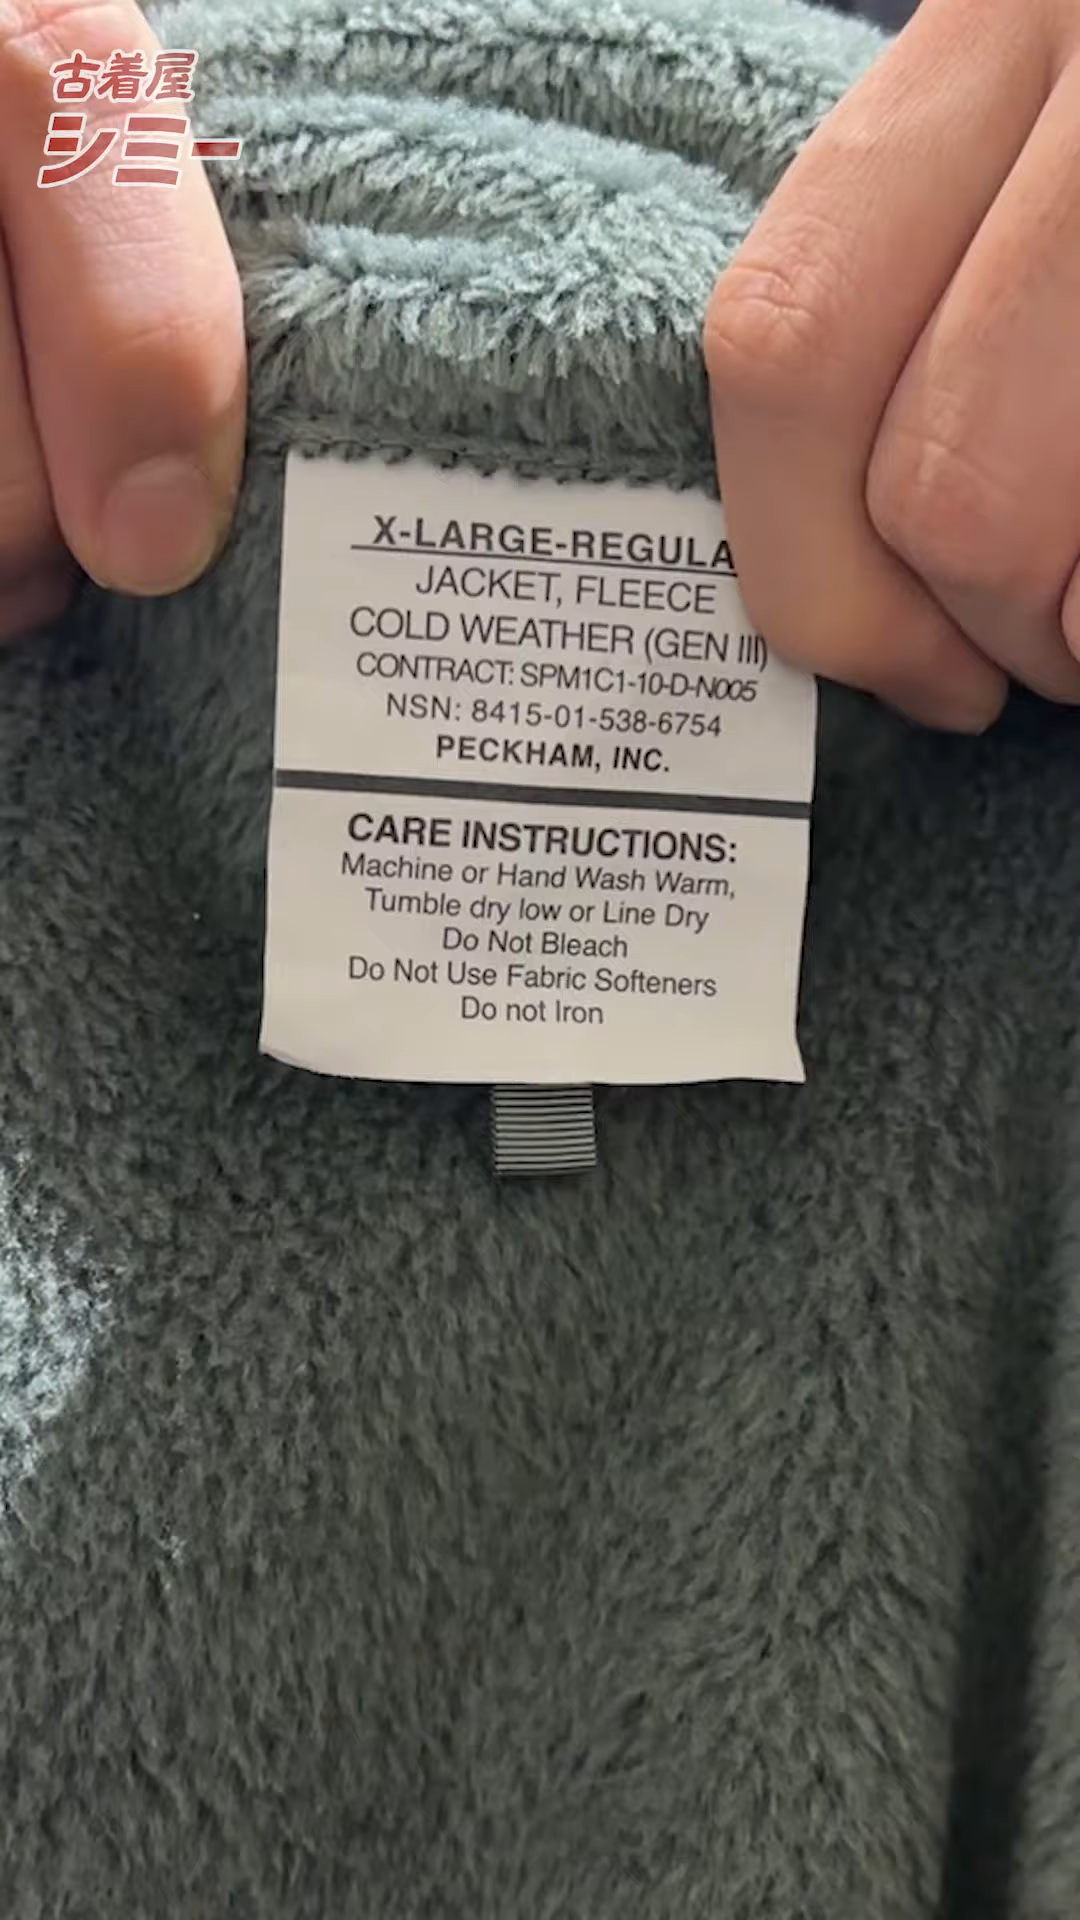 古着屋
シミー
X-LARGE-REGULA
JACKET, FLEECE
COLD WEATHER (GEN III)
CONTRACT: SPM1C1-10-D-N005
NSN: 8415-01-538-6754
PECKHAM, INC.
CARE INSTRUCTIONS:
Machine or Hand Wash Warm,
Tumble dry low or Line Dry
Do Not Bleach
Do Not Use Fabric Softeners
Do not Iron